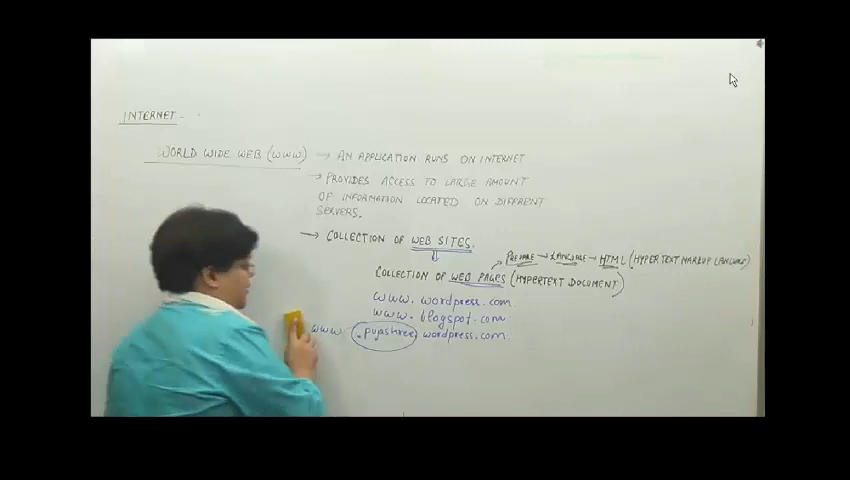 INTERNET -
WORLD WIDE WEB (WWW) → AN APPLICATION RUNS ON INTERNET
→ PROVIDES ACCESS TO LARGE AMOUNT
OF INFORMATION LOCATED ON DIFFRENT
SERVERS.
→ COLLECTION OF WEB SITES.
PREPARE → LANGUAGE → HTML (HYPERTEXT MARKUP LANGUAGE)
COLLECTION OF WEB PAGES (HYPERTEXT DOCUMENT)
www. wordpress.com.
www. blogspot.com
www .pujashree. wordpress.com.